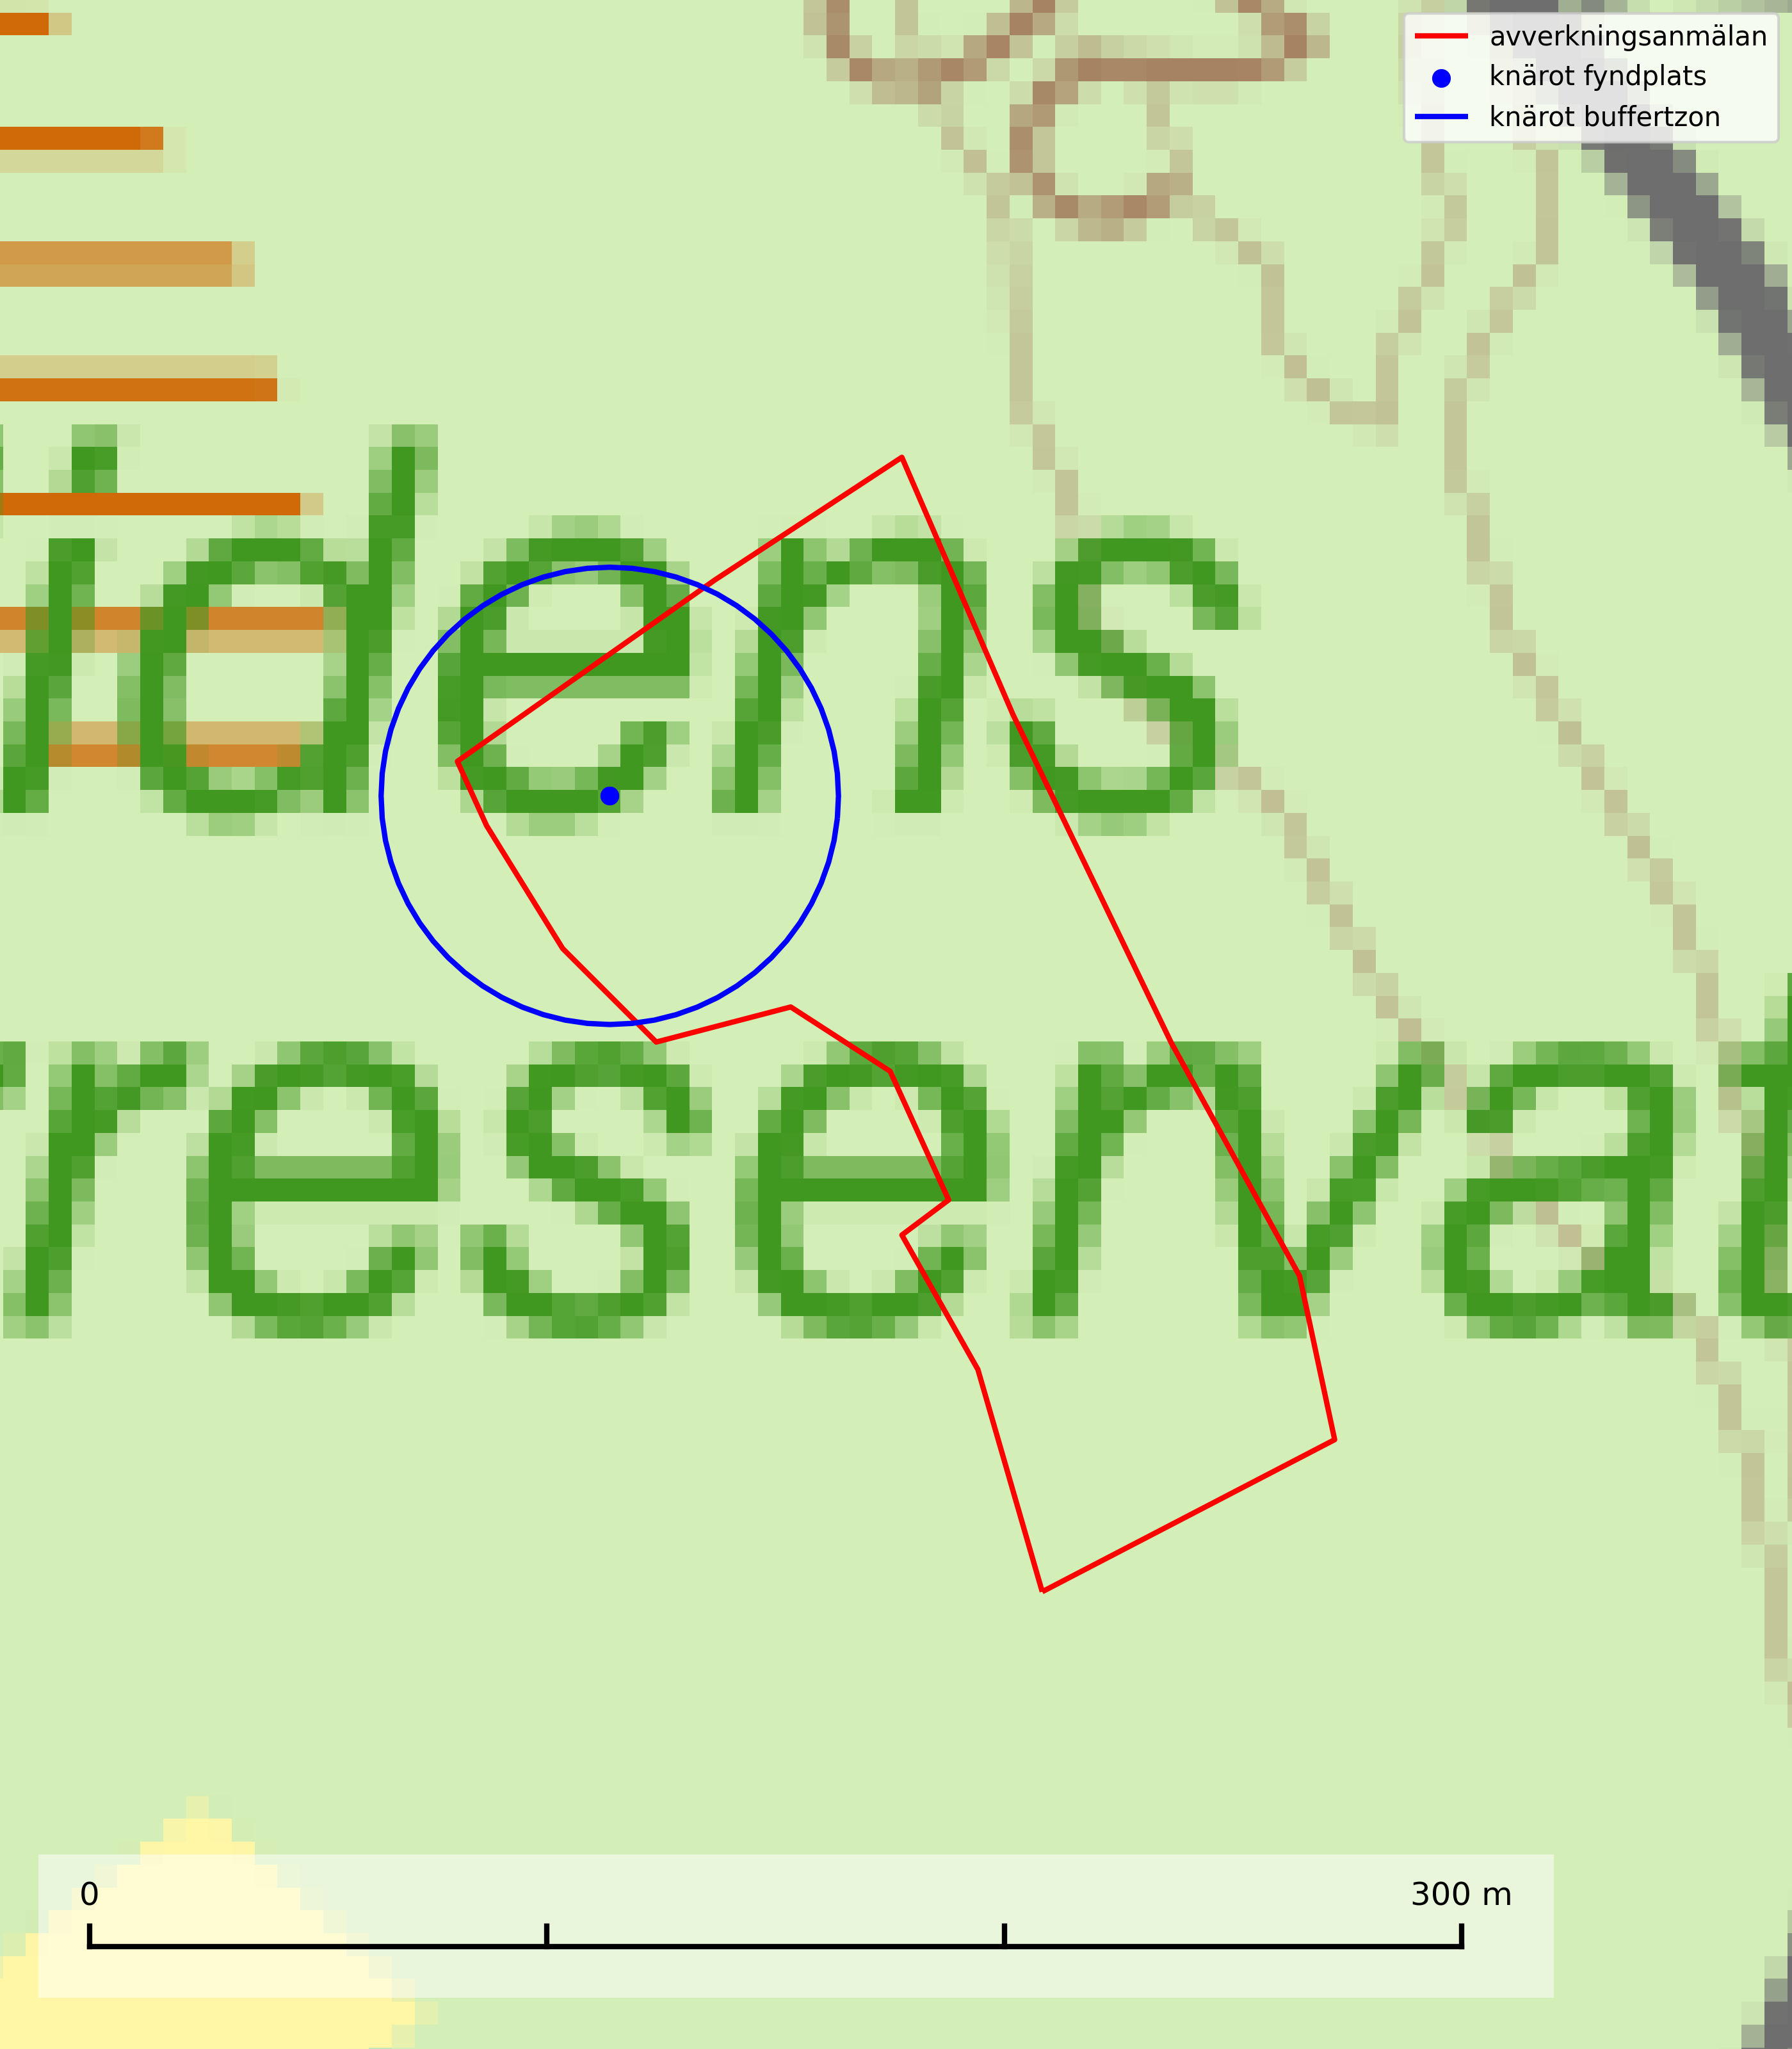 avverkningsanmälan
knärot fyndplats
knärot buffertzon
dens
reservat
0 300 m